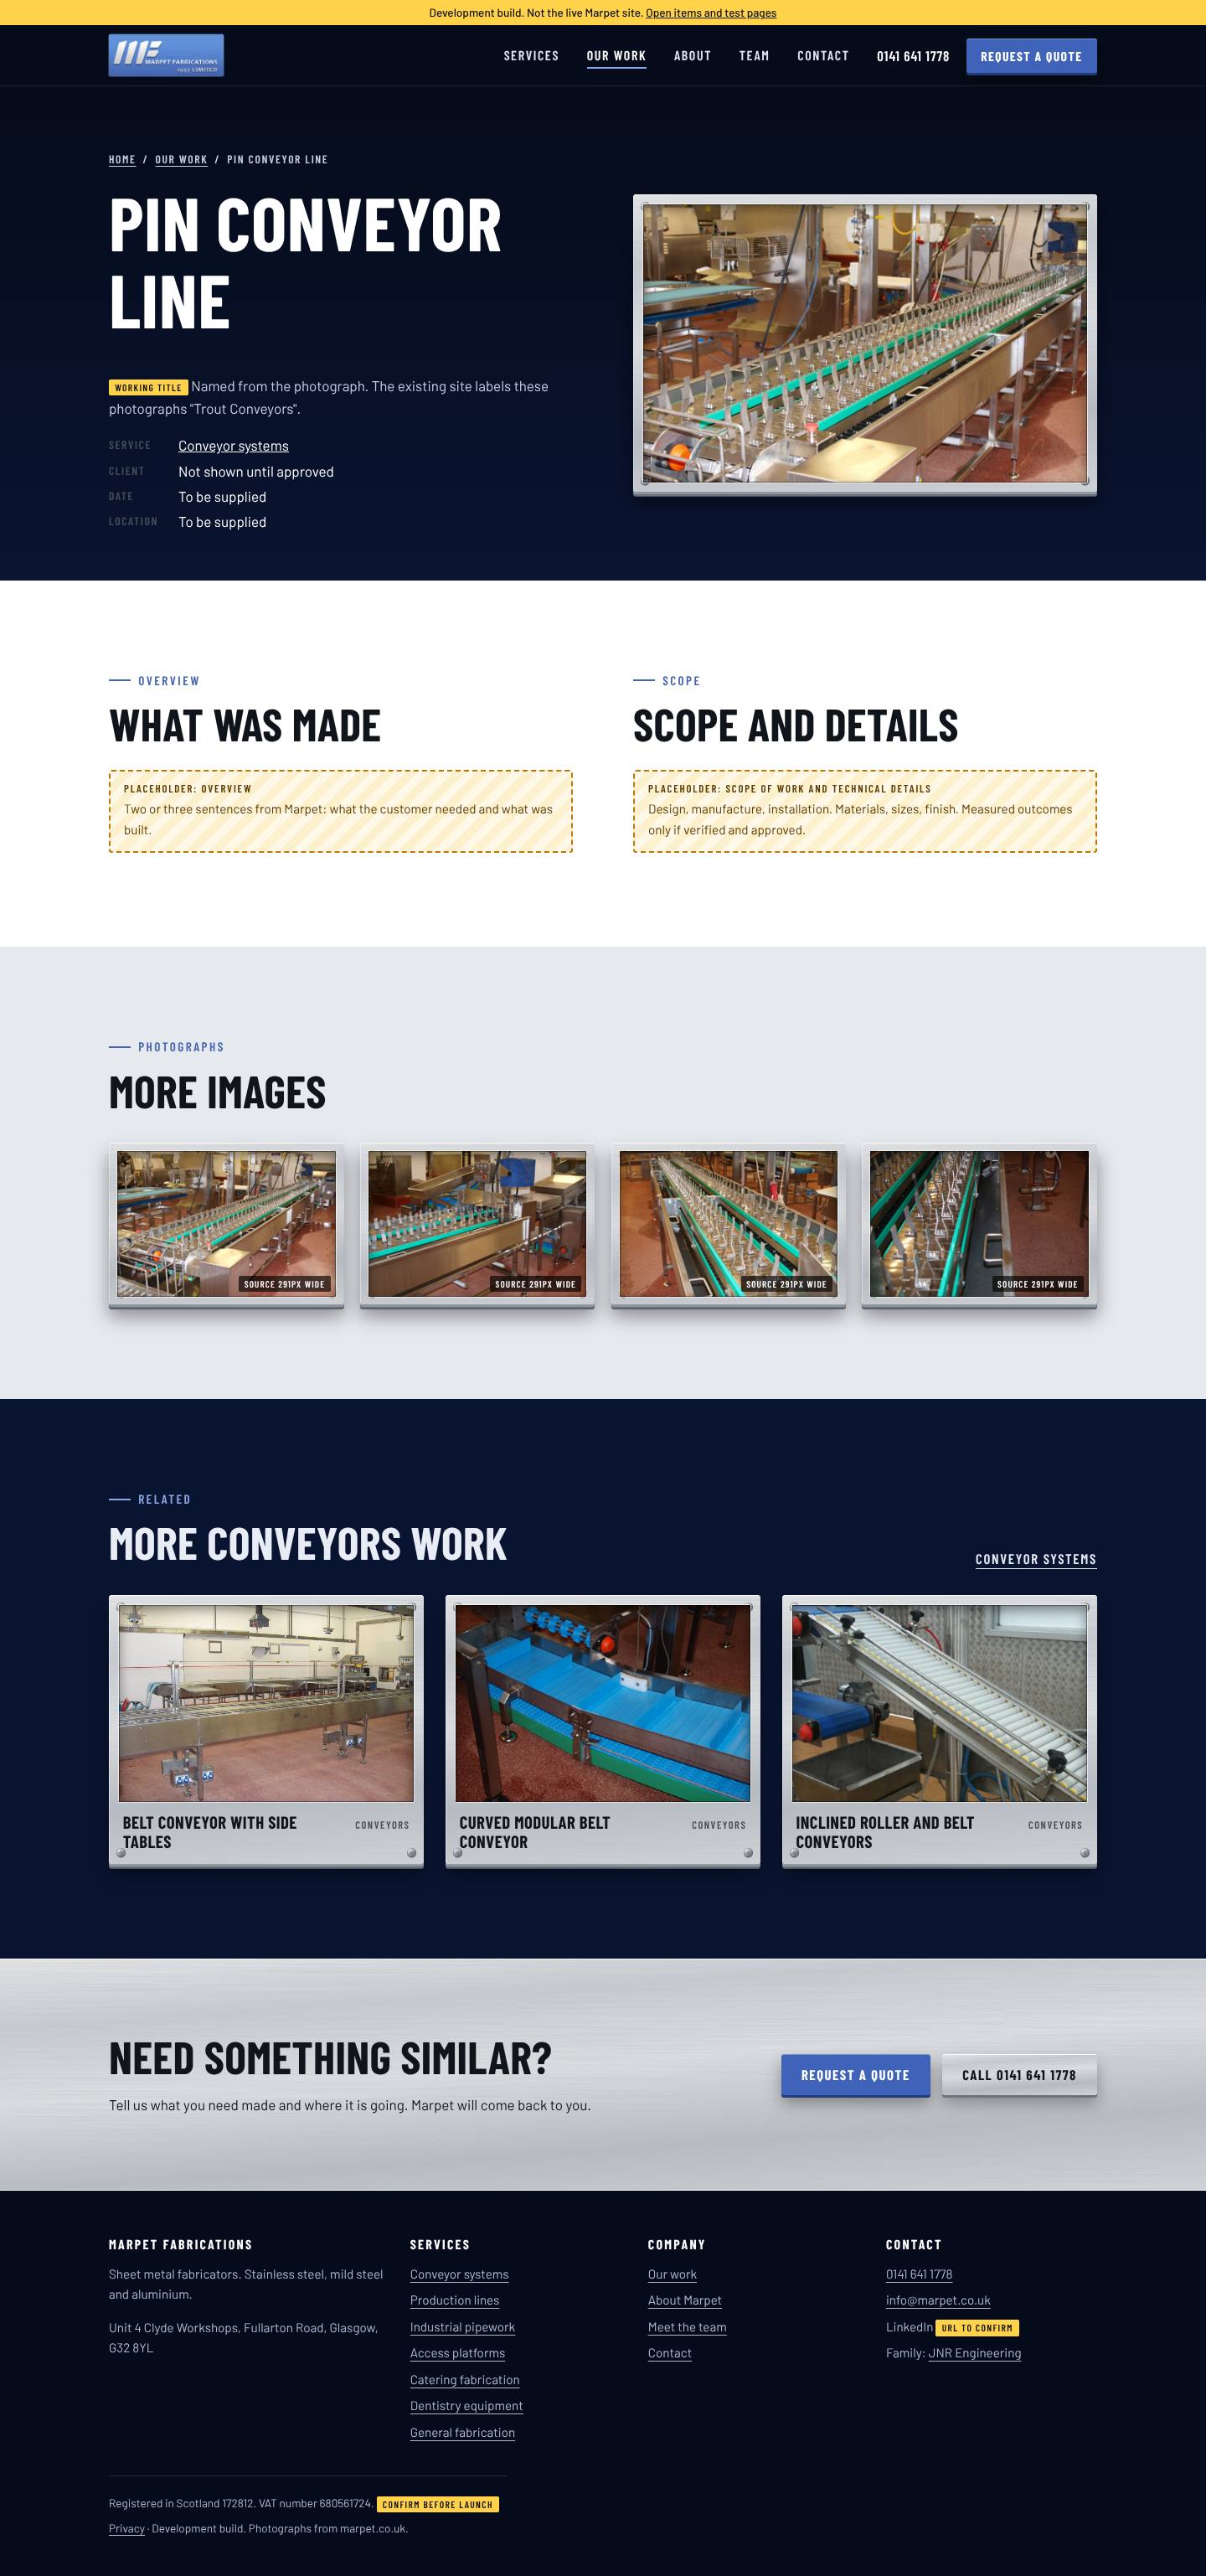 Development build. Not the live Marpet site. Open items and test pages
MF MARPET FABRICATIONS
1997 LIMITED
SERVICES OUR WORK ABOUT TEAM CONTACT 0141 641 1778 REQUEST A QUOTE
HOME / OUR WORK / PIN CONVEYOR LINE
PIN CONVEYOR
LINE
WORKING TITLE Named from the photograph. The existing site labels these
photographs "Trout Conveyors".
SERVICE Conveyor systems
CLIENT Not shown until approved
DATE To be supplied
LOCATION To be supplied
OVERVIEW
WHAT WAS MADE
PLACEHOLDER: OVERVIEW
Two or three sentences from Marpet: what the customer needed and what was
built.
SCOPE
SCOPE AND DETAILS
PLACEHOLDER: SCOPE OF WORK AND TECHNICAL DETAILS
Design, manufacture, installation. Materials, sizes, finish. Measured outcomes
only if verified and approved.
PHOTOGRAPHS
MORE IMAGES
SOURCE 291PX WIDE
SOURCE 291PX WIDE
SOURCE 291PX WIDE
SOURCE 291PX WIDE
RELATED
MORE CONVEYORS WORK
CONVEYOR SYSTEMS
BELT CONVEYOR WITH SIDE
TABLES
CONVEYORS
CURVED MODULAR BELT
CONVEYOR
CONVEYORS
INCLINED ROLLER AND BELT
CONVEYORS
CONVEYORS
NEED SOMETHING SIMILAR?
Tell us what you need made and where it is going. Marpet will come back to you.
REQUEST A QUOTE
CALL 0141 641 1778
MARPET FABRICATIONS
Sheet metal fabricators. Stainless steel, mild steel
and aluminium.
Unit 4 Clyde Workshops, Fullarton Road, Glasgow,
G32 8YL
SERVICES
Conveyor systems
Production lines
Industrial pipework
Access platforms
Catering fabrication
Dentistry equipment
General fabrication
COMPANY
Our work
About Marpet
Meet the team
Contact
CONTACT
0141 641 1778
info@marpet.co.uk
LinkedIn URL TO CONFIRM
Family: JNR Engineering
Registered in Scotland 172812. VAT number 680561724. CONFIRM BEFORE LAUNCH
Privacy · Development build. Photographs from marpet.co.uk.